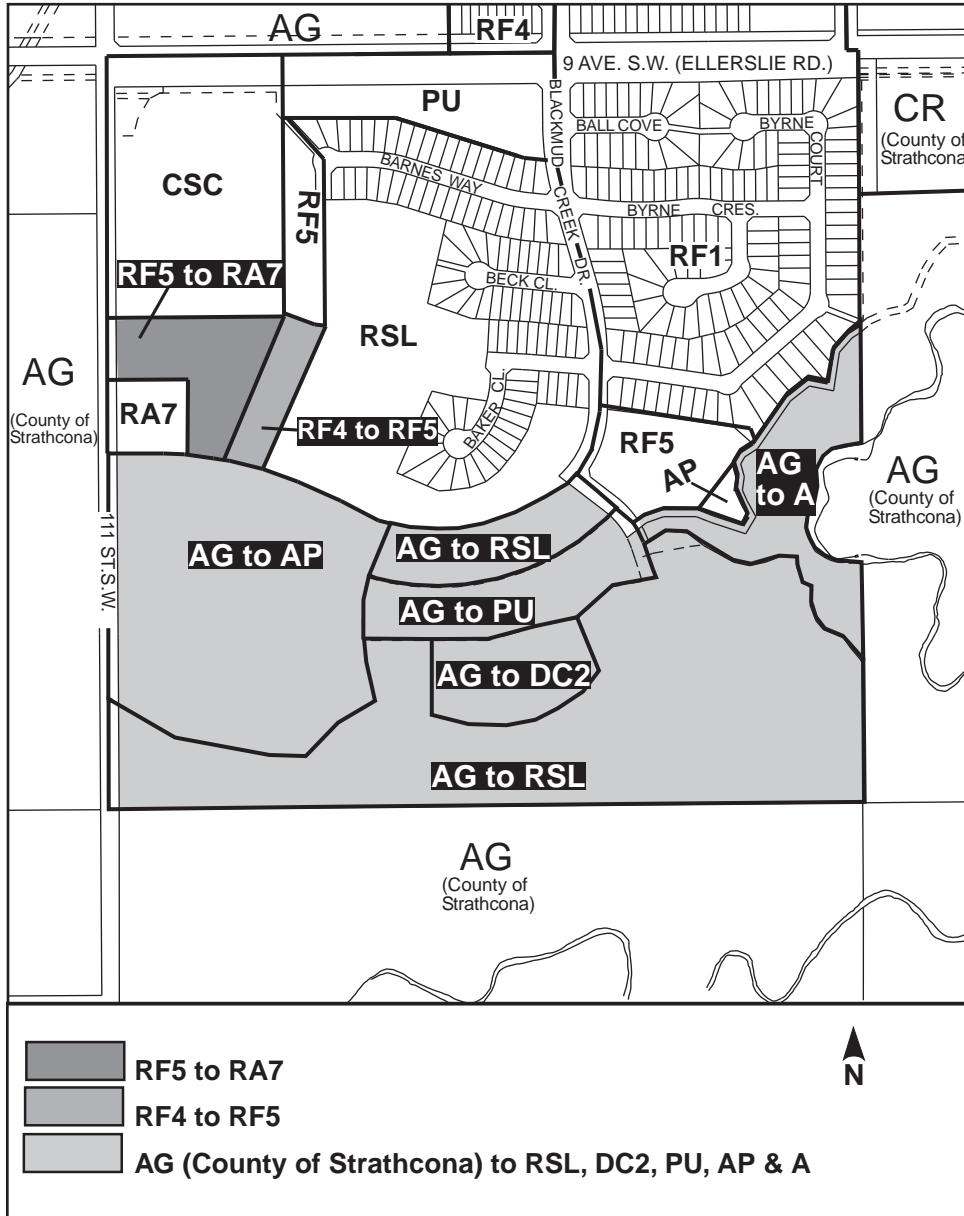 AG
RF4
9 AVE. S.W. (ELLERSLIE RD.)
PU
BLACKMUD CREEK DR.
BALL COVE
BYRNE
COURT
CR
(County of
Strathcona)
CSC
RF5
BARNES WAY
BYRNE CRES.
RF1
RF5 to RA7
BECK CL.
RSL
AG
(County of
Strathcona)
RA7
RF4 to RF5
BAKER CL.
RF5
AP
AG
to A
AG
(County of
Strathcona)
111 ST.S.W.
AG to AP
AG to RSL
AG to PU
AG to DC2
AG to RSL
AG
(County of
Strathcona)
RF5 to RA7
RF4 to RF5
AG (County of Strathcona) to RSL, DC2, PU, AP & A
N